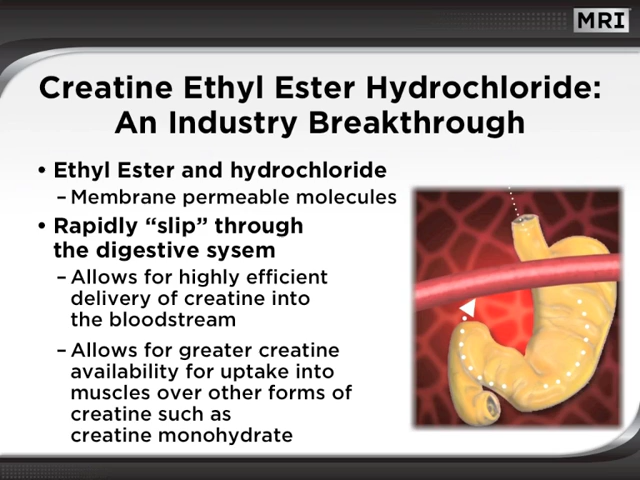 MRI
Creatine Ethyl Ester Hydrochloride:
An Industry Breakthrough
• Ethyl Ester and hydrochloride
– Membrane permeable molecules
• Rapidly “slip” through
the digestive sysem
– Allows for highly efficient
delivery of creatine into
the bloodstream
– Allows for greater creatine
availability for uptake into
muscles over other forms of
creatine such as
creatine monohydrate